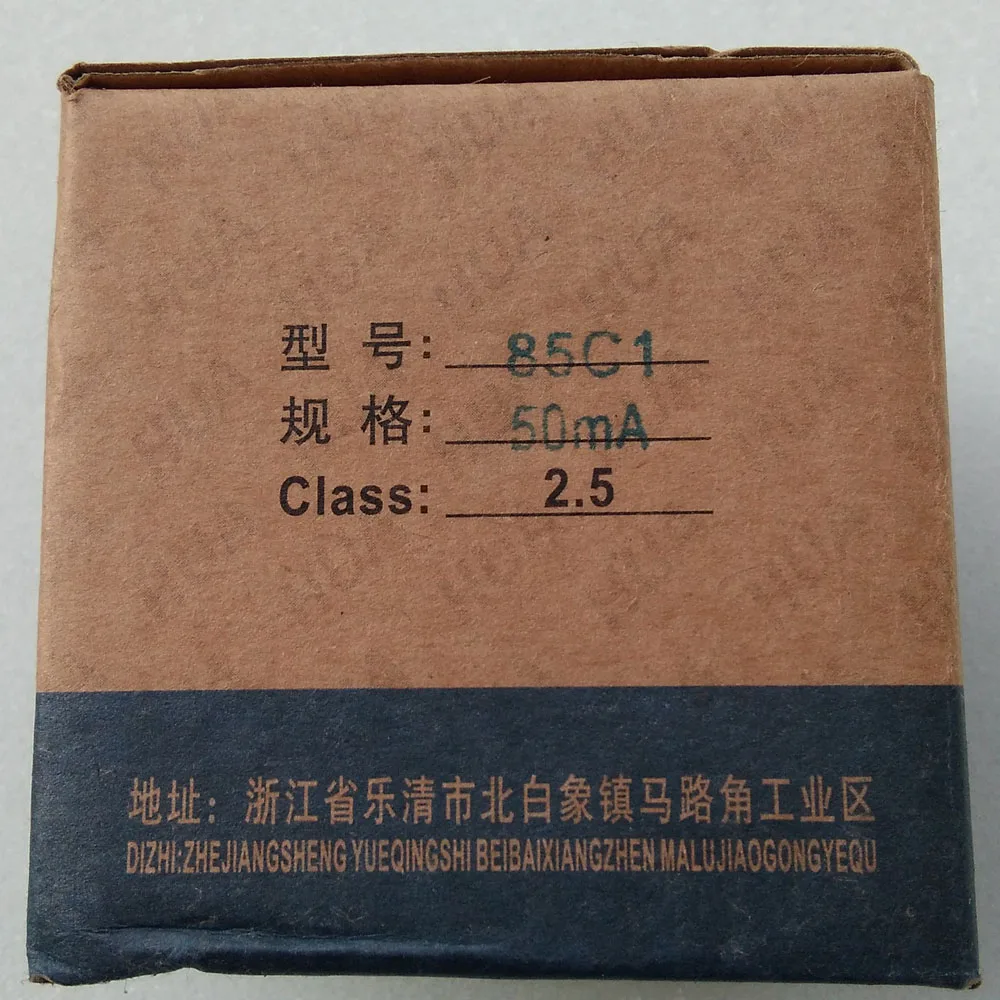 型号: 85C1
规格: 50mA
Class: 2.5
地址: 浙江省乐清市北白象镇马路角工业区
DIZHI:ZHEJIANGSHENG YUEQINGSHI BEIBAIXIANGZHEN MALUJIAOGONGYEQU